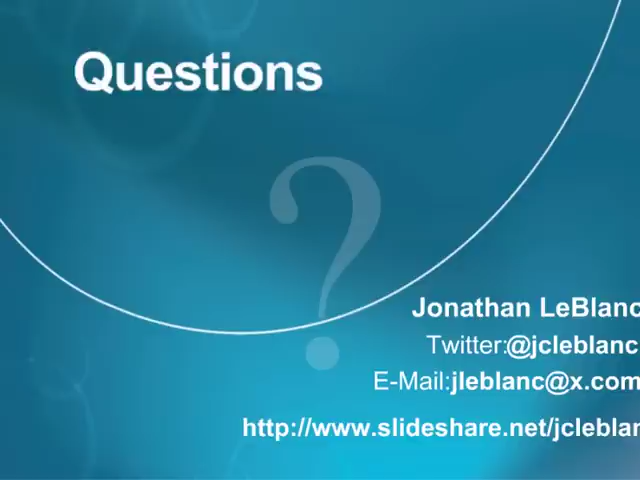 Questions
?
Jonathan LeBlanc
Twitter:@jcleblanc
E-Mail:jleblanc@x.com
http://www.slideshare.net/jcleblan